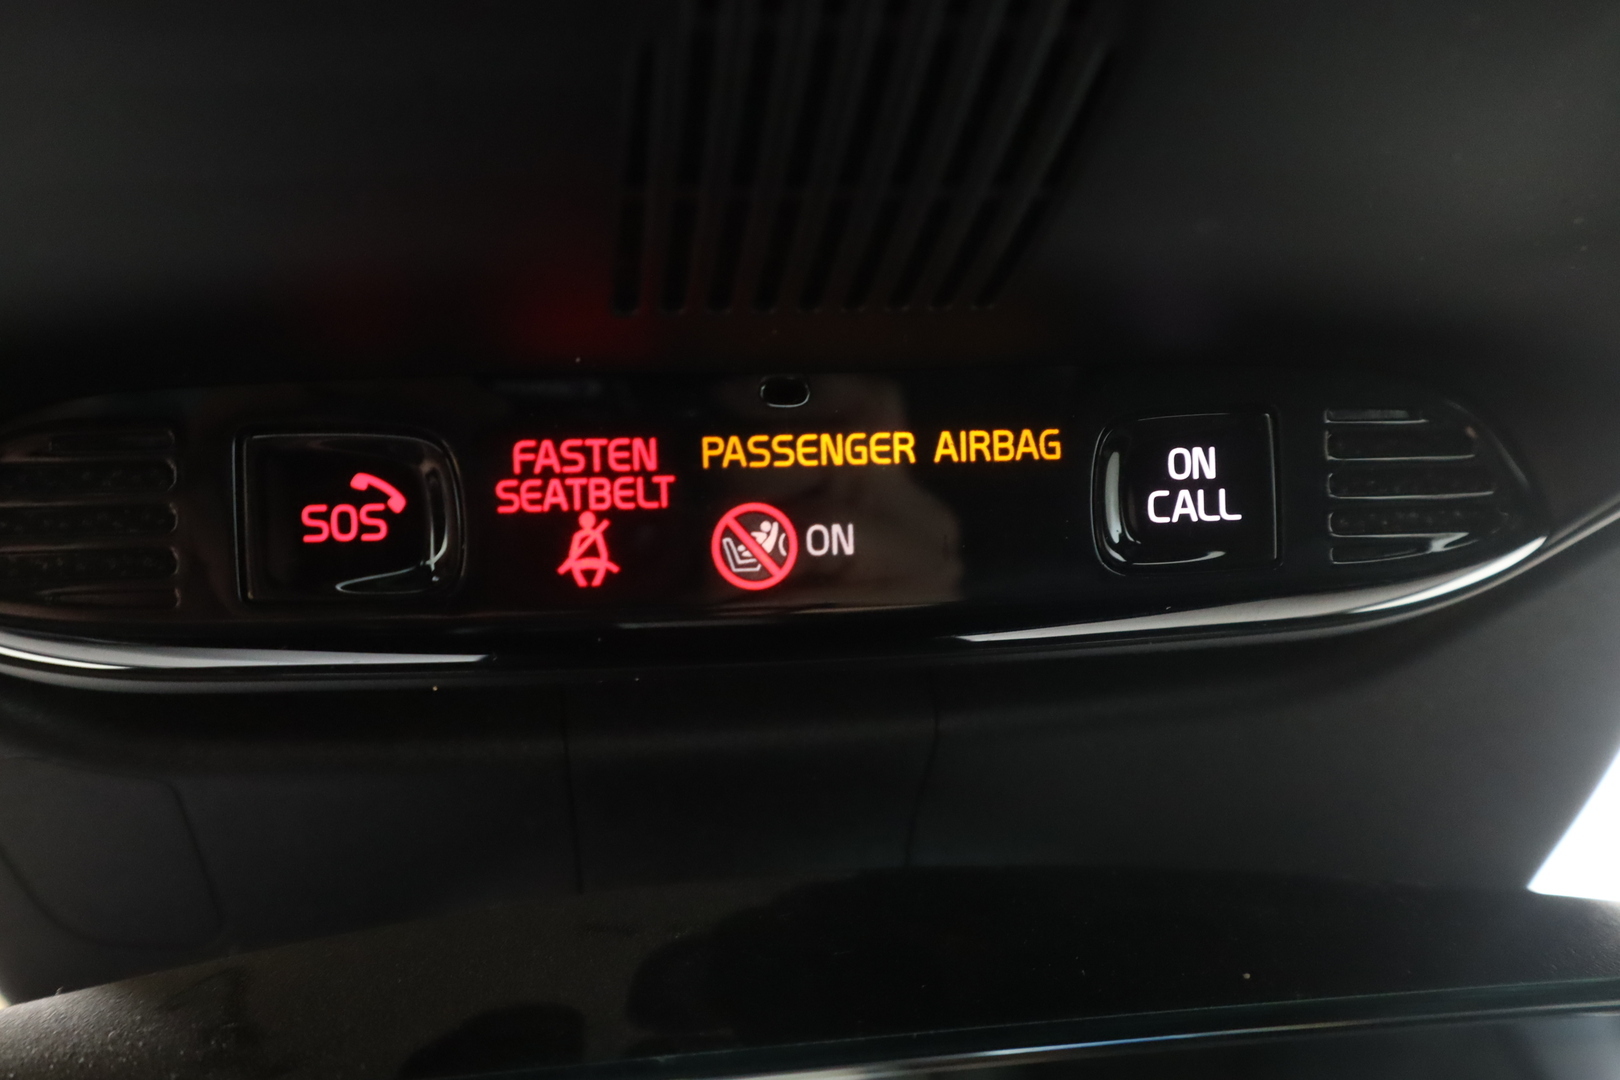 SOS
FASTEN
SEATBELT
PASSENGER AIRBAG
ON
ON
CALL